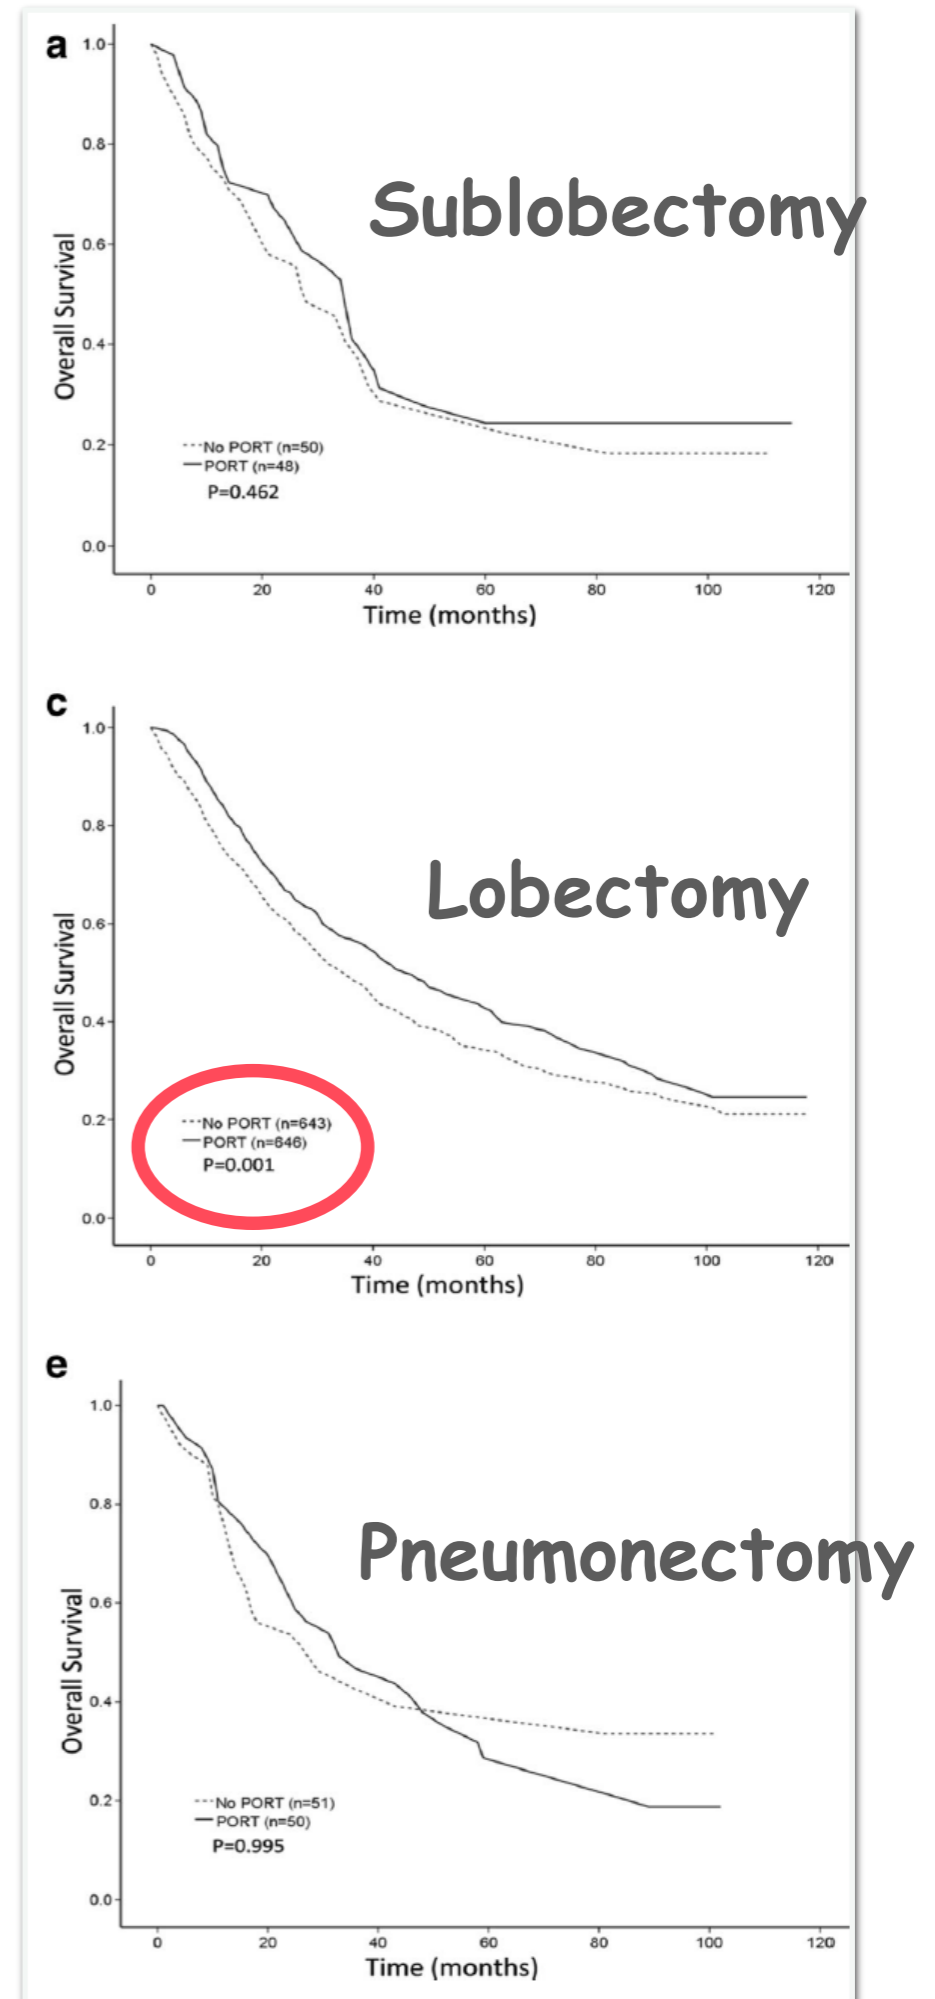 a
Sublobectomy
Overall Survival
1.0
0.8
0.6
0.4
0.2
0.0
No PORT (n=50)
PORT (n=48)
P=0.462
0 20 40 60 80 100 120
Time (months)
c
Lobectomy
Overall Survival
1.0
0.8
0.6
0.4
0.2
0.0
No PORT (n=643)
PORT (n=646)
P=0.001
0 20 40 60 80 100 120
Time (months)
e
Pneumonectomy
Overall Survival
1.0
0.8
0.6
0.4
0.2
0.0
No PORT (n=51)
PORT (n=50)
P=0.995
0 20 40 60 80 100 120
Time (months)